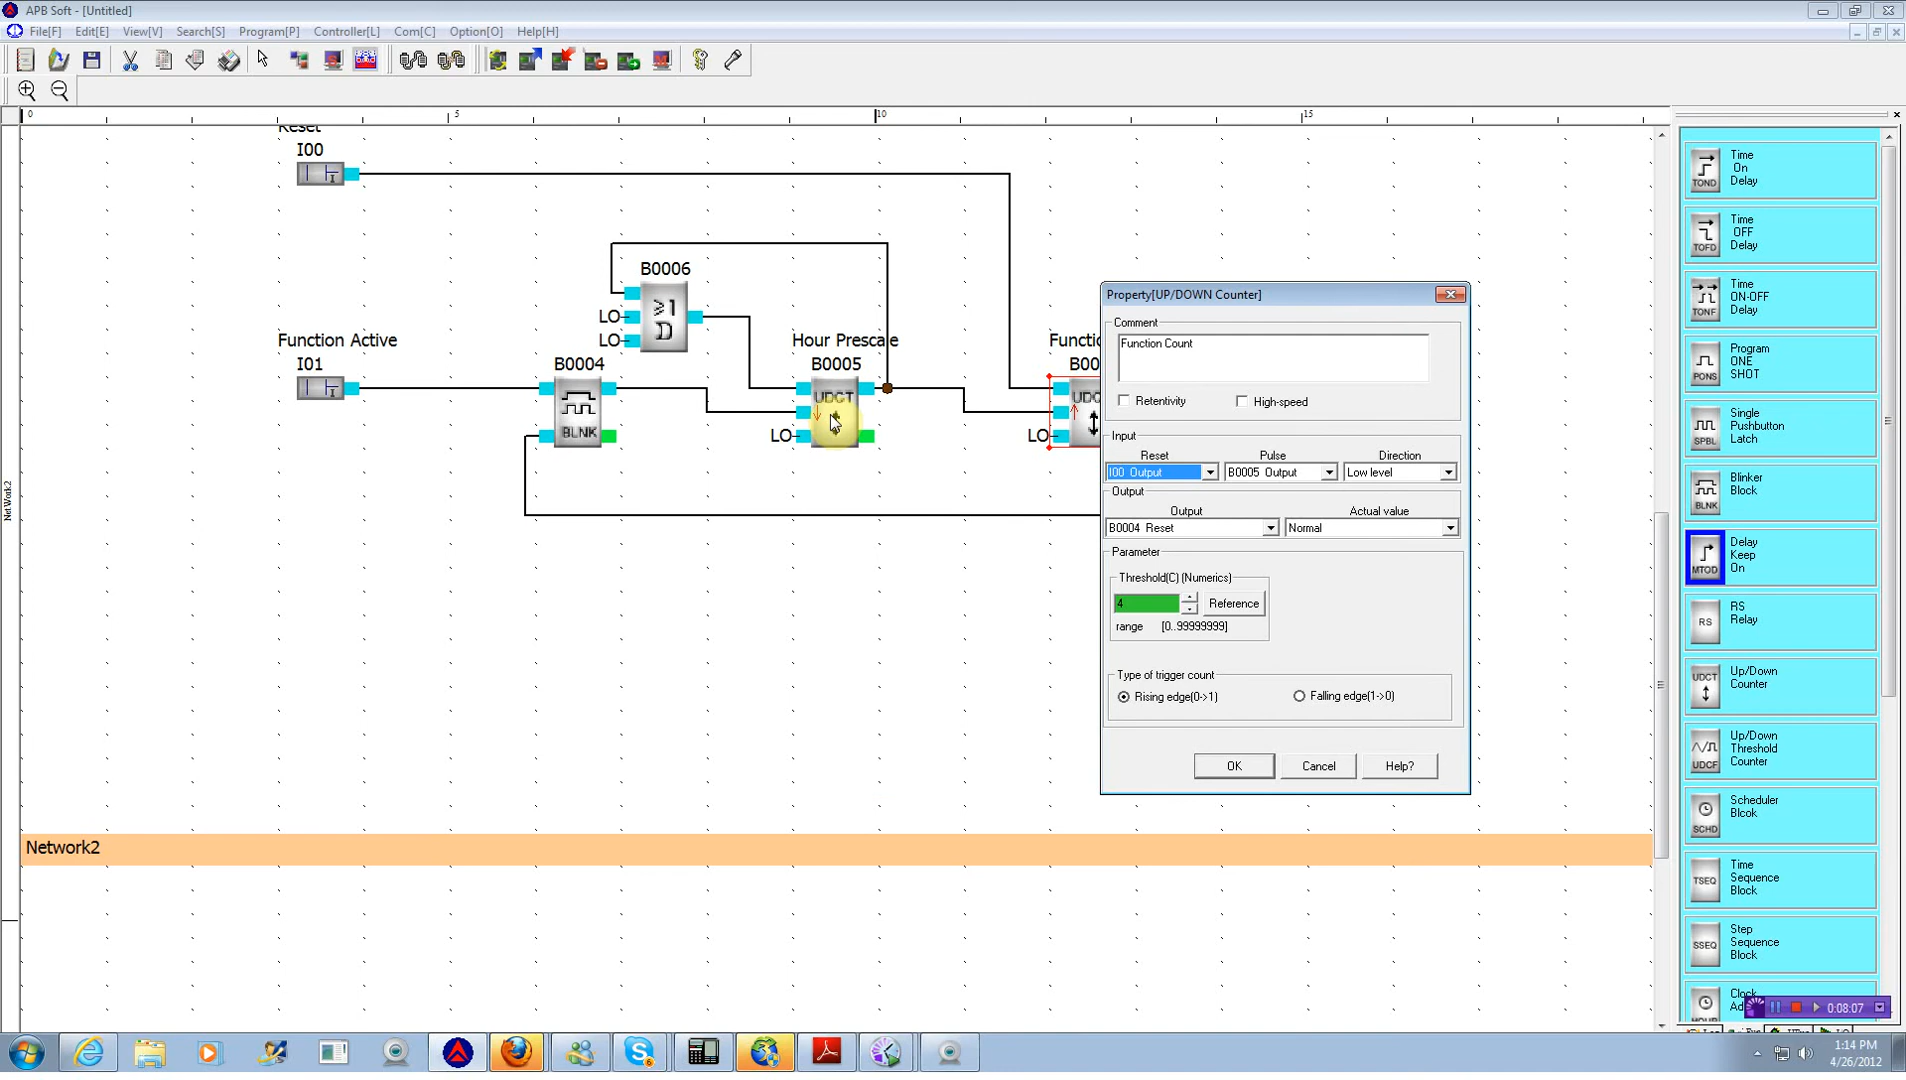 APB Soft - [Untitled]
File[F] Edit[E] View[V] Search[S] Program[P] Controller[L] Com[C] Option[O] Help[H]
0 5 10 15
Reset
I00
B0006
≥1
LO
LO
Function Active
I01
B0004
BLNK
Hour Prescale
B0005
UDCT
LO
LO
NetWork2
Network2
Property[UP/DOWN Counter]
Comment
Function Count
Retentivity High-speed
Input
Reset Pulse Direction
I00 Output B0005 Output Low level
Output
Output Actual value
B0004 Reset Normal
Parameter
Threshold(C) (Numerics)
4 Reference
range [0..99999999]
Type of trigger count
Rising edge(0->1) Falling edge(1->0)
OK Cancel Help?
TOND
Time
On
Delay
TOFD
Time
OFF
Delay
TONF
Time
ON-OFF
Delay
PONS
Program
ONE
SHOT
SPBL
Single
Pushbutton
Latch
BLNK
Blinker
Block
MTOD
Delay
Keep
On
RS
RS
Relay
UDCT
Up/Down
Counter
UDCF
Up/Down
Threshold
Counter
SCHD
Scheduler
Blcok
TSEQ
Time
Sequence
Block
SSEQ
Step
Sequence
Block
0:08:07
1:14 PM
4/26/2012